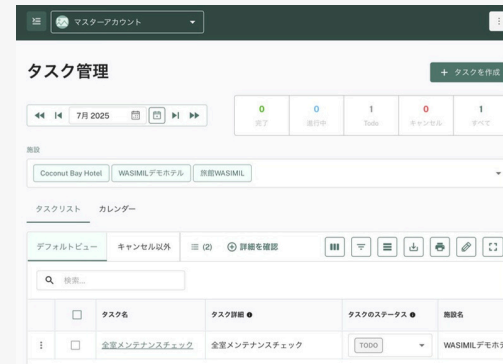 マスターアカウント
タスク管理
+ タスクを作成
7月 2025
0 0 1 0 1
完了 進行中 Todo キャンセル すべて
施設
Coconut Bay Hotel WASIMILデモホテル 旅館WASIMIL
タスクリスト カレンダー
デフォルトビュー キャンセル以外 (2) 詳細を確認
検索...
タスク名 タスク詳細 タスクのステータス 施設名
全室メンテナンスチェック 全室メンテナンスチェック TODO WASIMILデモホテ